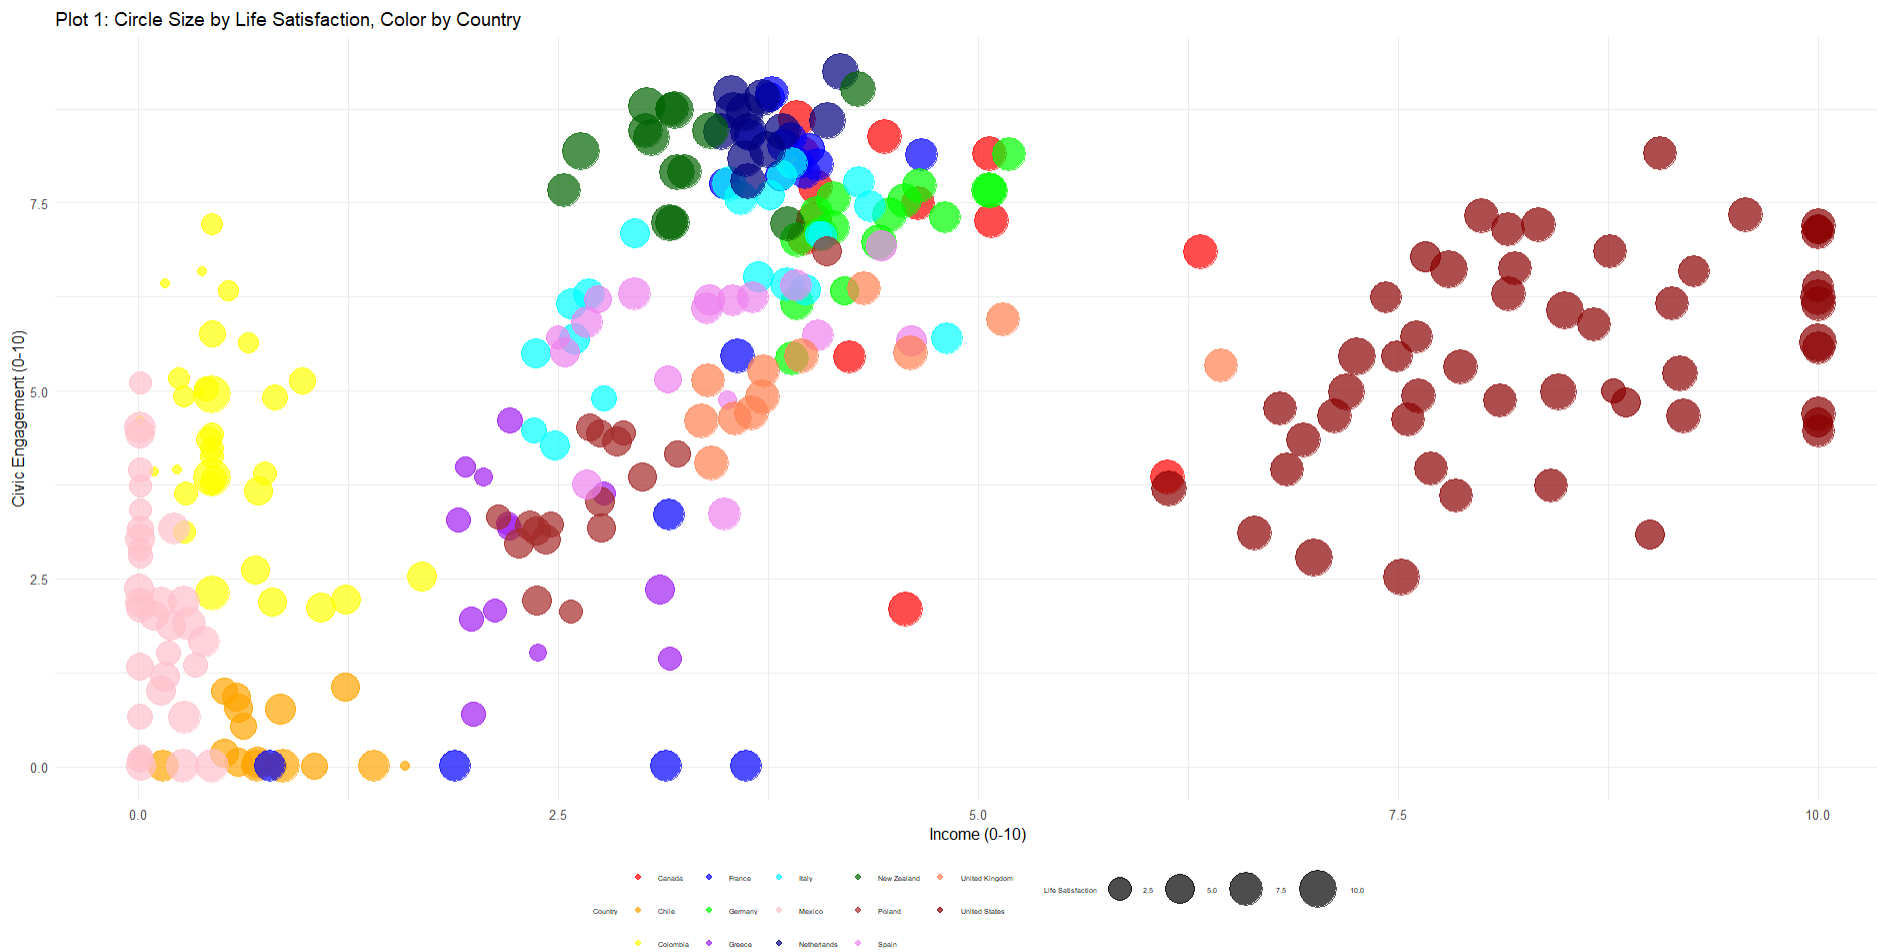 Plot 1: Circle Size by Life Satisfaction, Color by Country
Civic Engagement (0-10)
7.5
5.0
2.5
0.0
0.0 2.5 5.0 7.5 10.0
Income (0-10)
Country
Canada France Italy New Zealand United Kingdom
Chile Germany Mexico Poland United States
Colombia Greece Netherlands Spain
Life Satisfaction 2.5 5.0 7.5 10.0